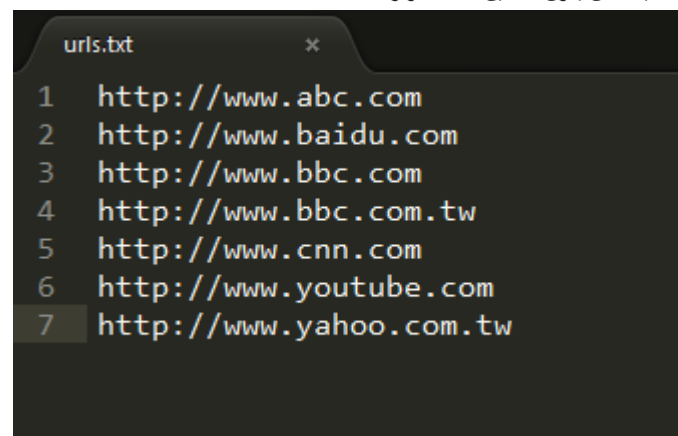 urls.txt ×
1 http://www.abc.com
2 http://www.baidu.com
3 http://www.bbc.com
4 http://www.bbc.com.tw
5 http://www.cnn.com
6 http://www.youtube.com
7 http://www.yahoo.com.tw